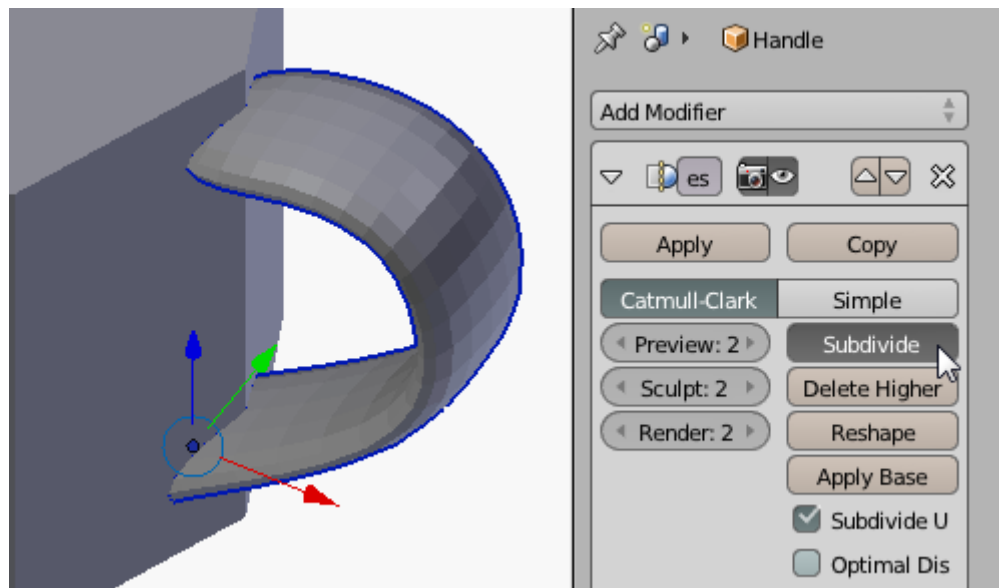 Handle
Add Modifier
es
Apply Copy
Catmull-Clark Simple
Preview: 2 Subdivide
Sculpt: 2 Delete Higher
Render: 2 Reshape
Apply Base
Subdivide U
Optimal Dis